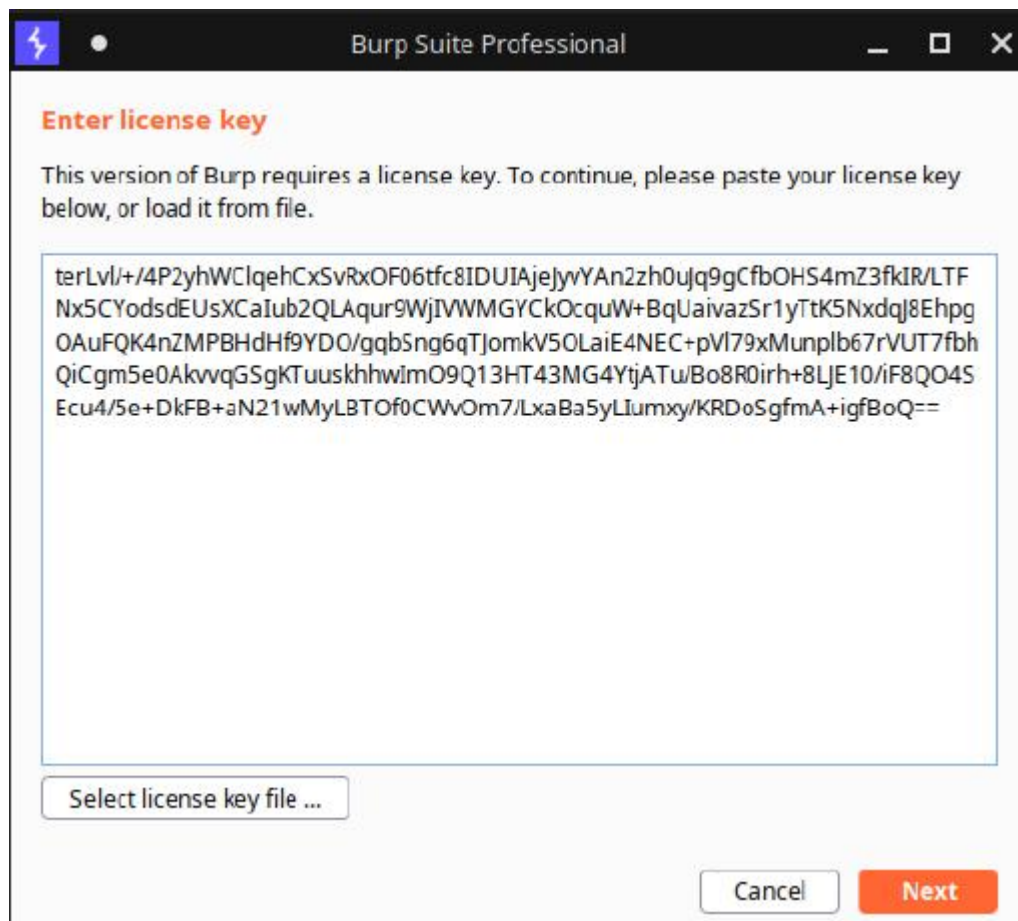 Burp Suite Professional
Enter license key
This version of Burp requires a license key. To continue, please paste your license key
below, or load it from file.
terLvl/+/4P2yhWClqehCxSvRxOF06tfc8IDUIAjeJyvYAn2zh0uJq9gCfbOHS4mZ3fkIR/LTF
Nx5CYodsdEUsXCaIub2QLAqur9WjIVWMGYCkOcquW+BqUaivazSr1yTtK5NxdqJ8Ehpg
OAuFQK4nZMPBHdHf9YDO/gqbSng6qTJomkV5OLaiE4NEC+pVl79xMunplb67rVUT7fbh
QiCgm5e0AkvvqGSgKTuuskhhwImO9Q13HT43MG4YtjATu/Bo8R0irh+8LJE10/iF8QO4S
Ecu4/5e+DkFB+aN21wMyLBTOf0CWvOm7/LxaBa5yLIumxy/KRDoSgfmA+igfBoQ==
Select license key file ...
Cancel
Next